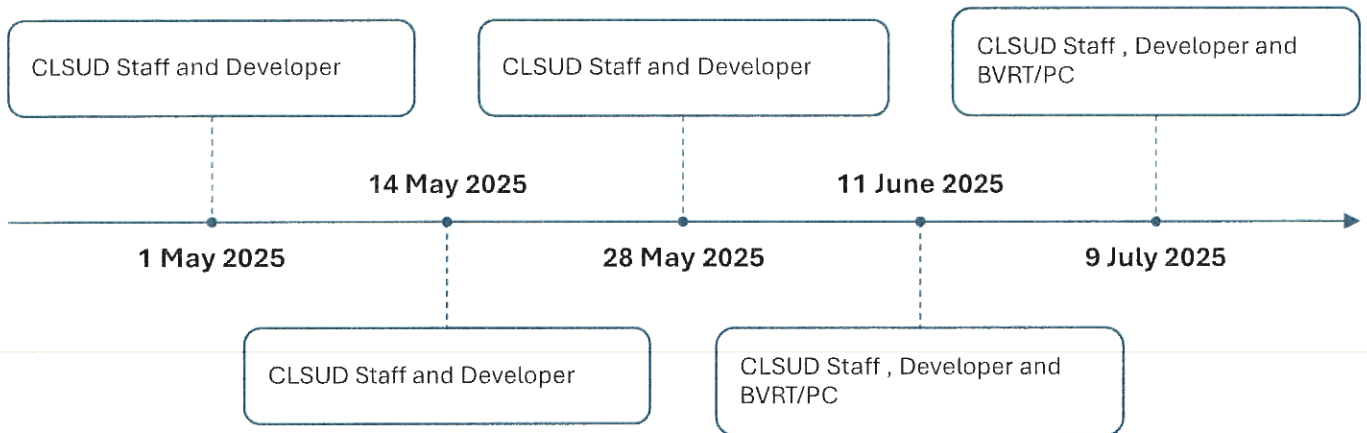 CLSUD Staff and Developer
CLSUD Staff and Developer
CLSUD Staff , Developer and
BVRT/PC
14 May 2025
11 June 2025
1 May 2025
28 May 2025
9 July 2025
CLSUD Staff and Developer
CLSUD Staff , Developer and
BVRT/PC